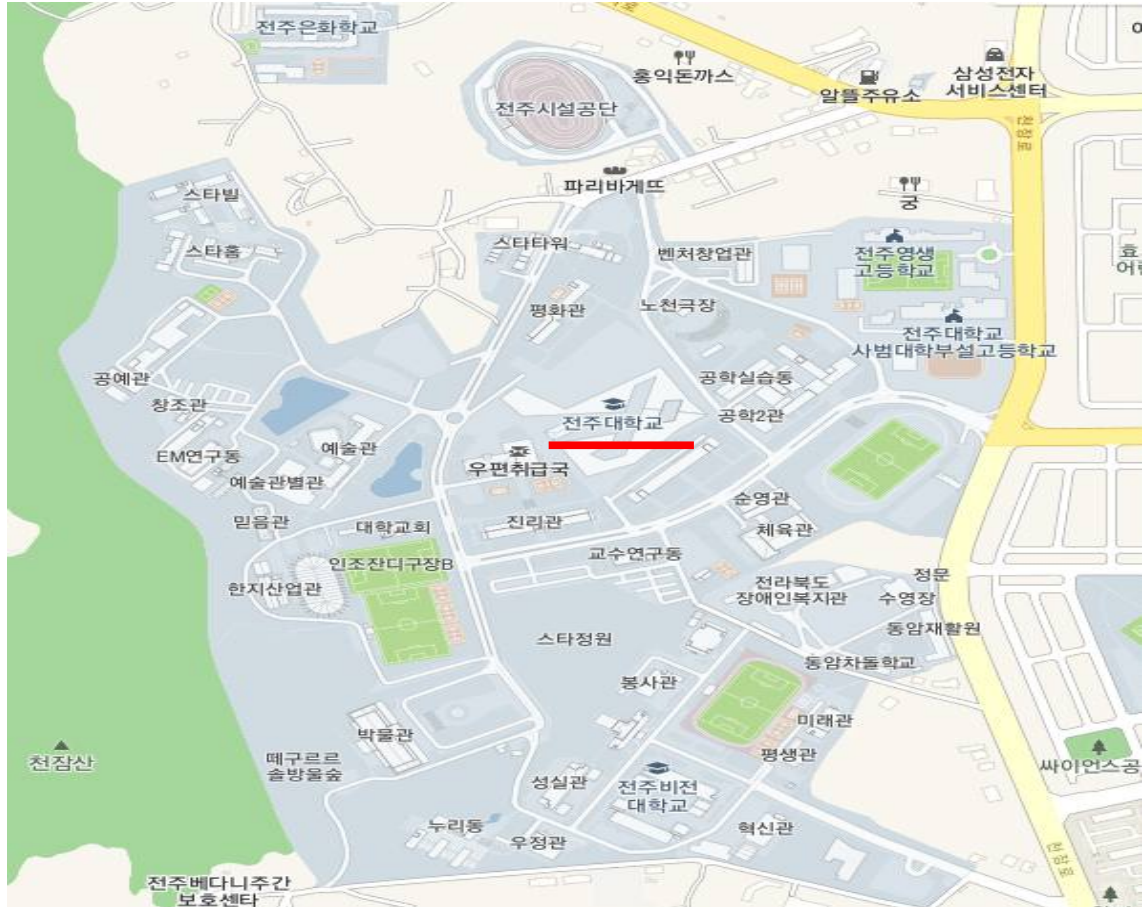 전주은화학교
홍익돈까스
삼성전자
서비스센터
알뜰주유소
전주시설공단
천잠로
파리바게뜨
궁
스타빌
스타홈
스타타워
벤처창업관
전주영생
고등학교
효
어린
평화관
노천극장
전주대학교
사범대학부설고등학교
공예관
창조관
공학실습동
전주대학교
공학2관
예술관
EM연구동
우편취급국
예술관별관
순영관
믿음관
대학교회
진리관
체육관
인조잔디구장B
교수연구동
한지산업관
전라북도
장애인복지관
정문
수영장
스타정원
동암재활원
동암차돌학교
봉사관
미래관
박물관
천잠산
떼구르르
솔방울숲
평생관
싸이언스공
성실관
전주비전
대학교
누리동
우정관
혁신관
천잠로
전주베다니주간
보호센타